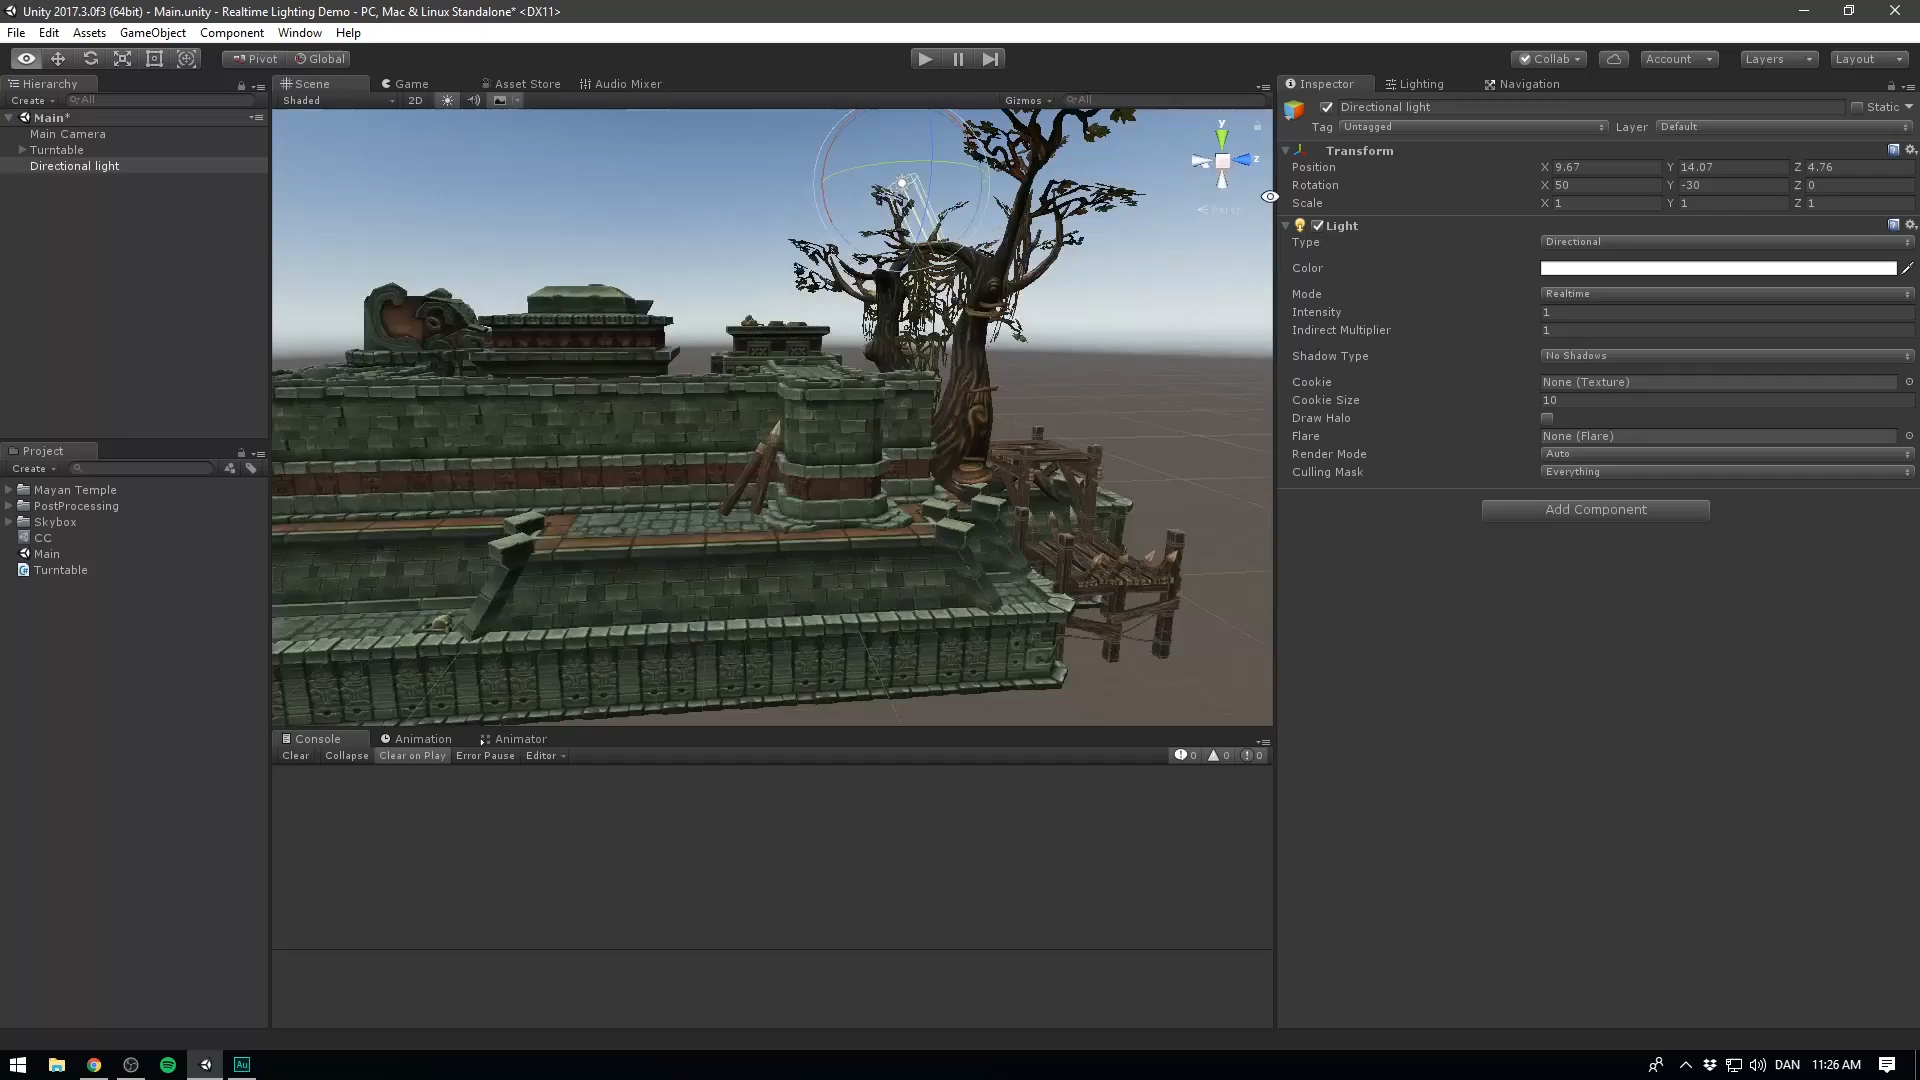 Unity 2017.3.0f3 (64bit) - Main.unity - Realtime Lighting Demo - PC, Mac & Linux Standalone* <DX11>
File Edit Assets GameObject Component Window Help
Pivot Global Collab Account Layers Layout
Hierarchy
Create All
Main*
Main Camera
Turntable
Directional light
Project
Create
Mayan Temple
PostProcessing
Skybox
CC
Main
Turntable
Scene Game Asset Store Audio Mixer
Shaded 2D Gizmos All
y
z
Persp
Console Animation Animator
Clear Collapse Clear on Play Error Pause Editor 0 0 0
Inspector Lighting Navigation
Directional light Static
Tag Untagged Layer Default
Transform
Position X 9.67 Y 14.07 Z 4.76
Rotation X 50 Y -30 Z 0
Scale X 1 Y 1 Z 1
Light
Type Directional
Color
Mode Realtime
Intensity 1
Indirect Multiplier 1
Shadow Type No Shadows
Cookie None (Texture)
Cookie Size 10
Draw Halo
Flare None (Flare)
Render Mode Auto
Culling Mask Everything
Add Component
Au DAN 11:26 AM